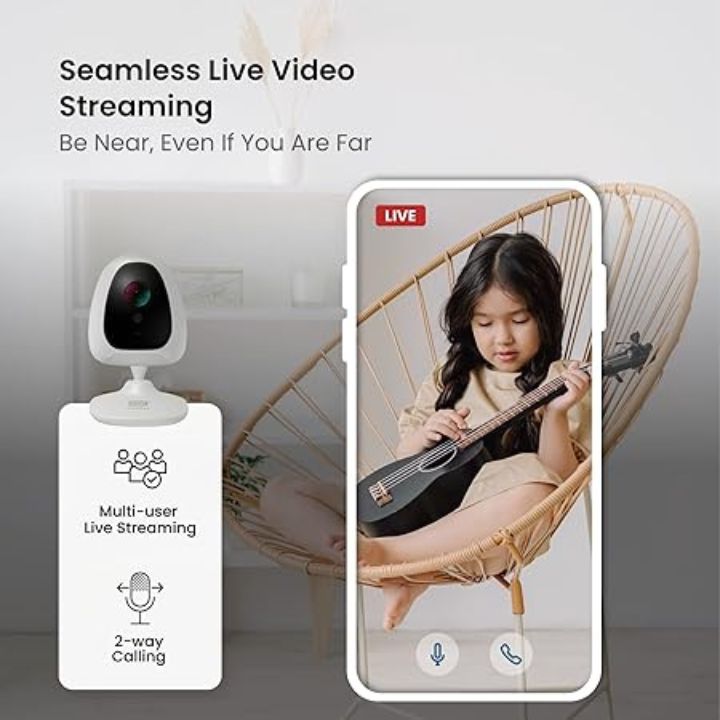 Seamless Live Video
Streaming
Be Near, Even If You Are Far
LIVE
Multi-user
Live Streaming
2-way
Calling